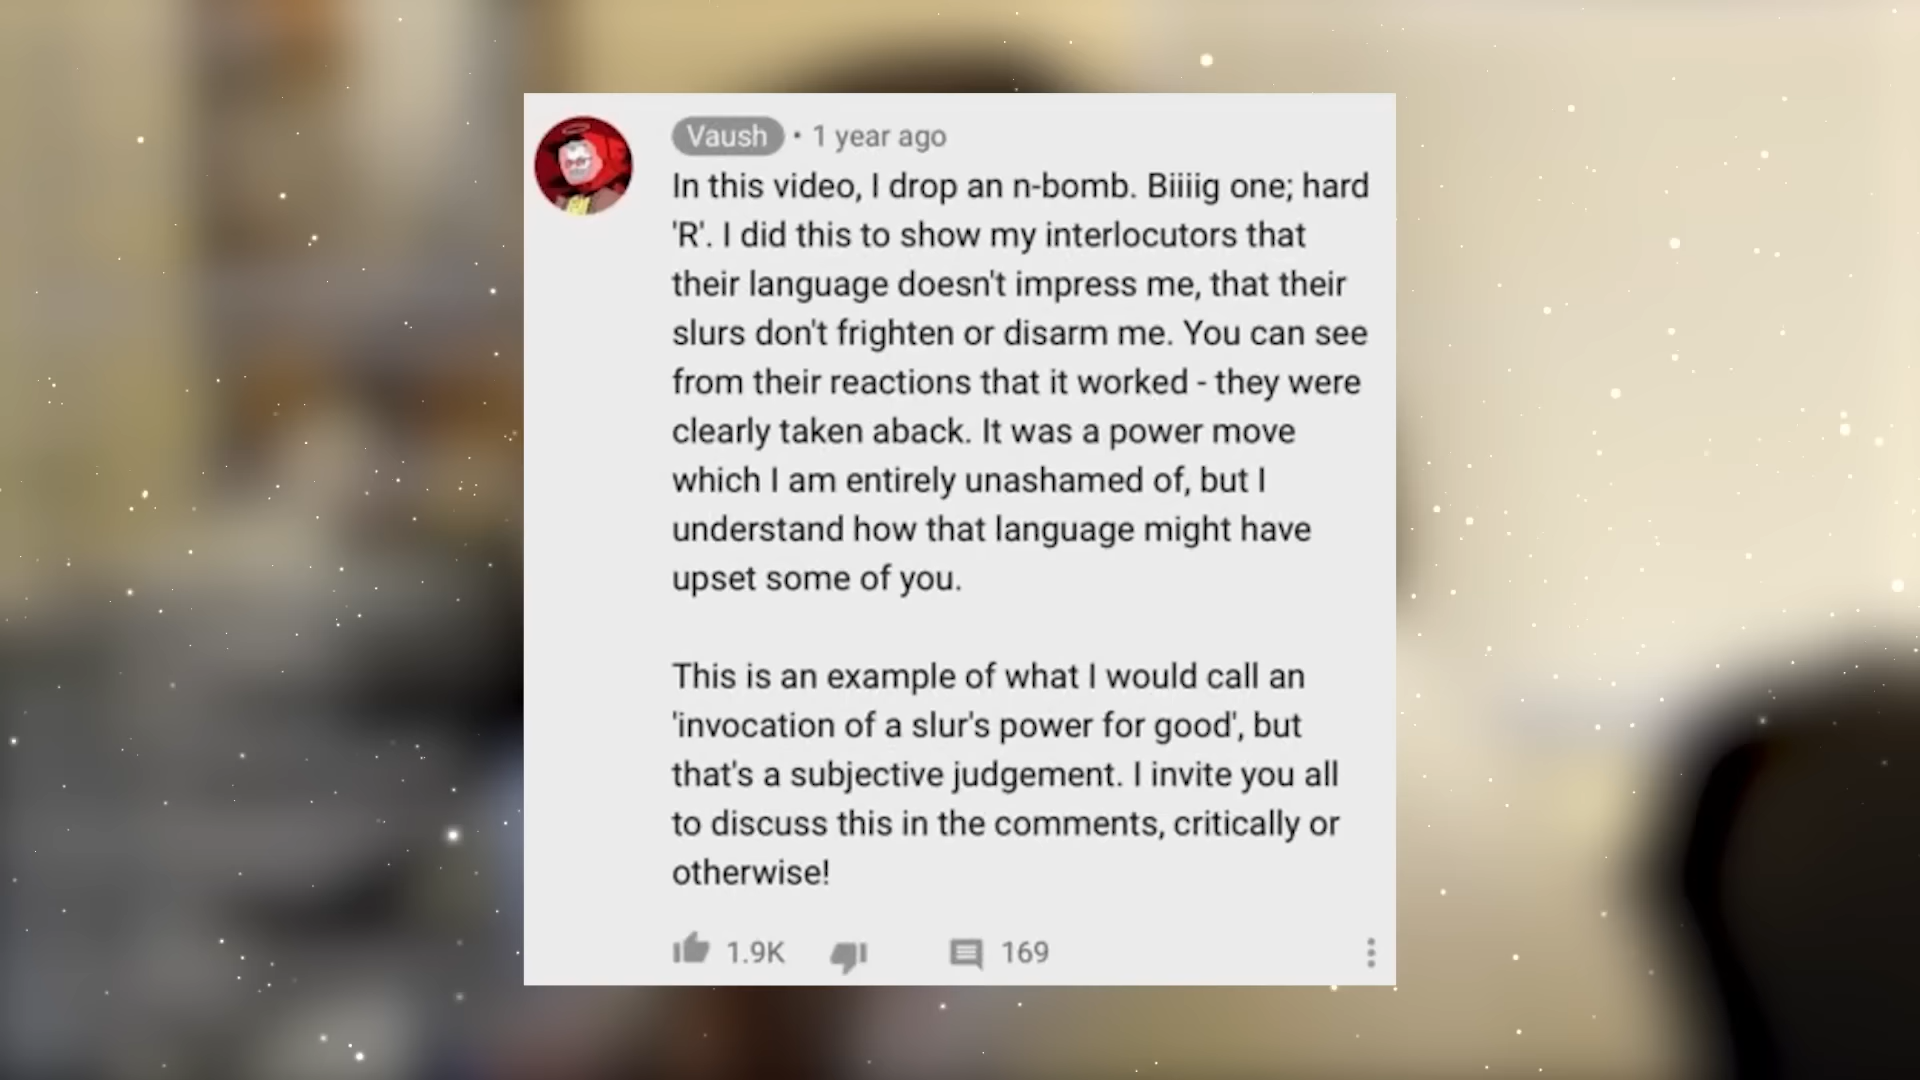 Vaush • 1 year ago
In this video, I drop an n-bomb. Biiiig one; hard
'R'. I did this to show my interlocutors that
their language doesn't impress me, that their
slurs don't frighten or disarm me. You can see
from their reactions that it worked - they were
clearly taken aback. It was a power move
which I am entirely unashamed of, but I
understand how that language might have
upset some of you.
This is an example of what I would call an
'invocation of a slur's power for good', but
that's a subjective judgement. I invite you all
to discuss this in the comments, critically or
otherwise!
1.9K 169